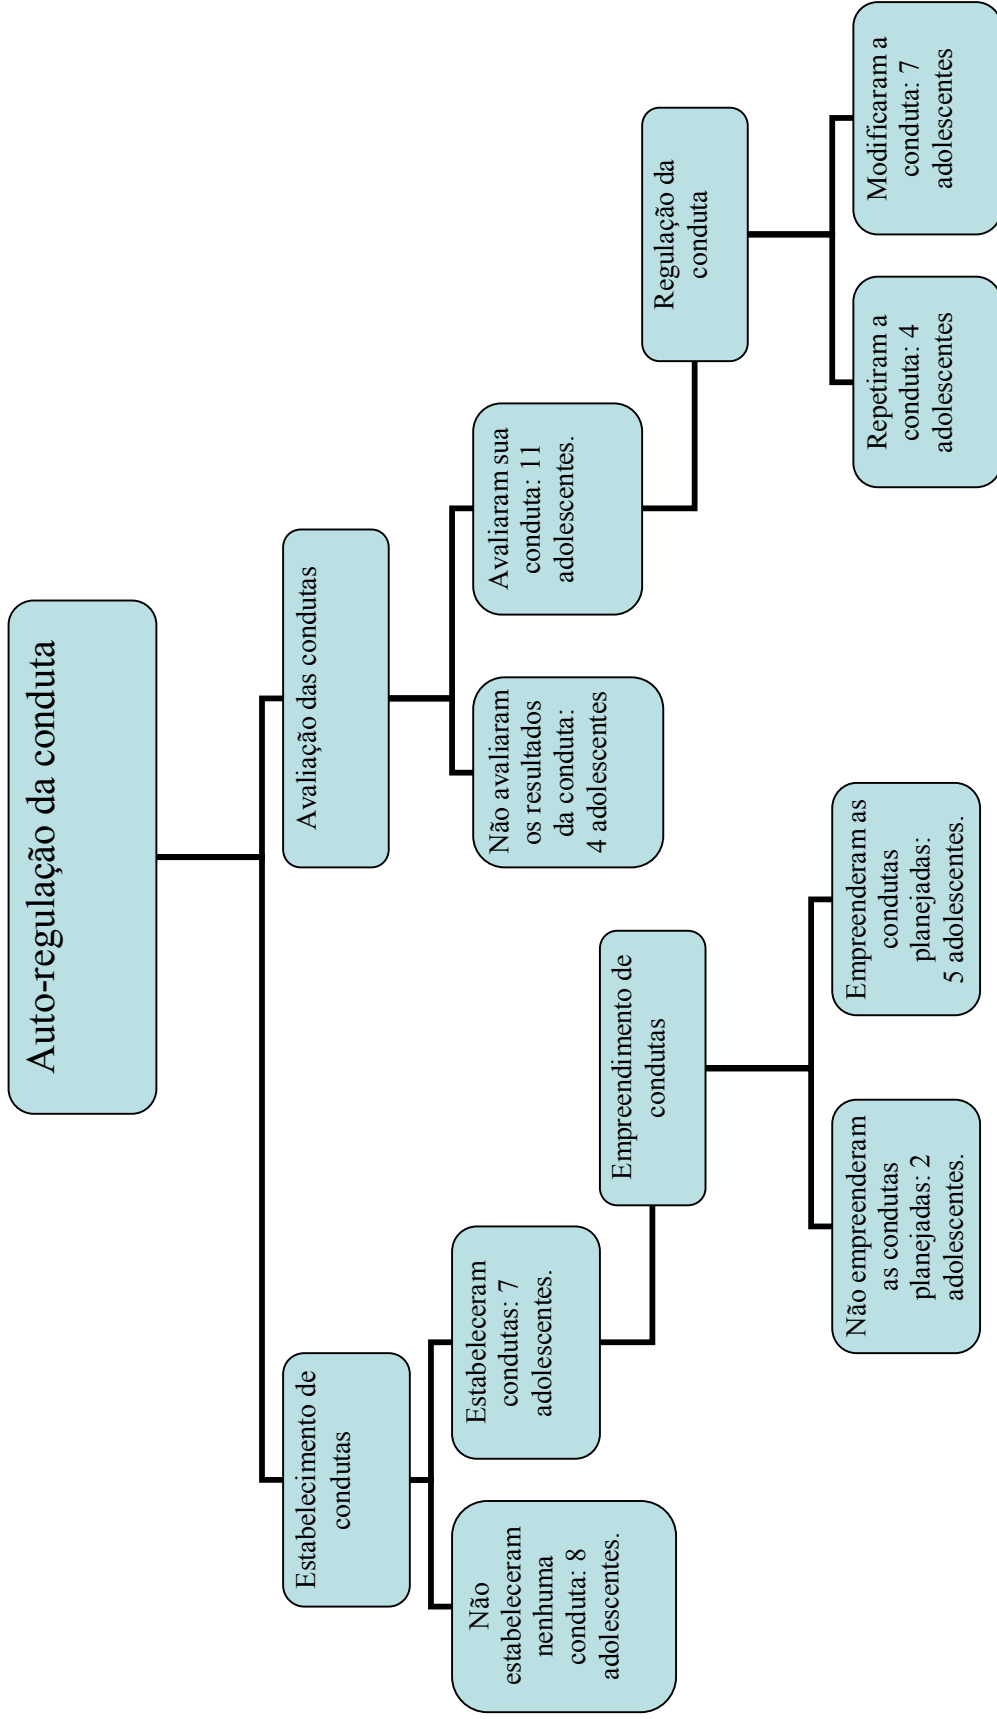 Auto-regulação da conduta
Estabelecimento de
condutas
Avaliação das condutas
Não
estabeleceram
nenhuma
conduta: 8
adolescentes.
Estabeleceram
condutas: 7
adolescentes.
Não avaliaram
os resultados
da conduta:
4 adolescentes
Avaliaram sua
conduta: 11
adolescentes.
Empreendimento de
condutas
Regulação da
conduta
Não empreenderam
as condutas
planejadas: 2
adolescentes.
Empreenderam as
condutas
planejadas:
5 adolescentes.
Repetiram a
conduta: 4
adolescentes
Modificaram a
conduta: 7
adolescentes